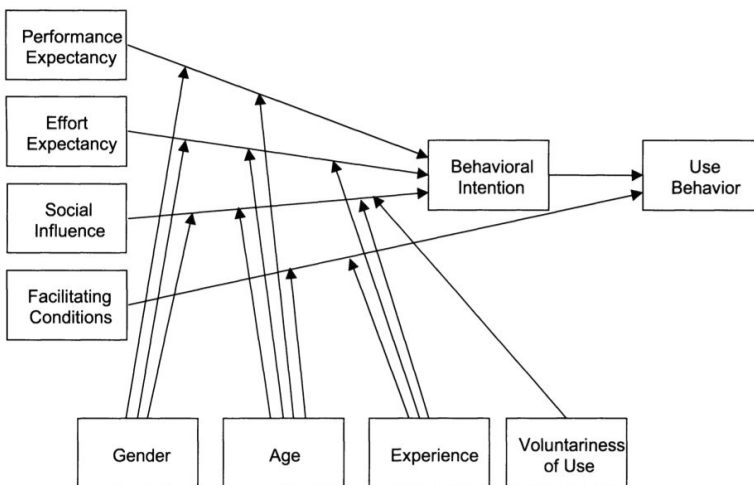 Performance
Expectancy
Effort
Expectancy
Social
Influence
Facilitating
Conditions
Behavioral
Intention
Use
Behavior
Gender
Age
Experience
Voluntariness
of Use